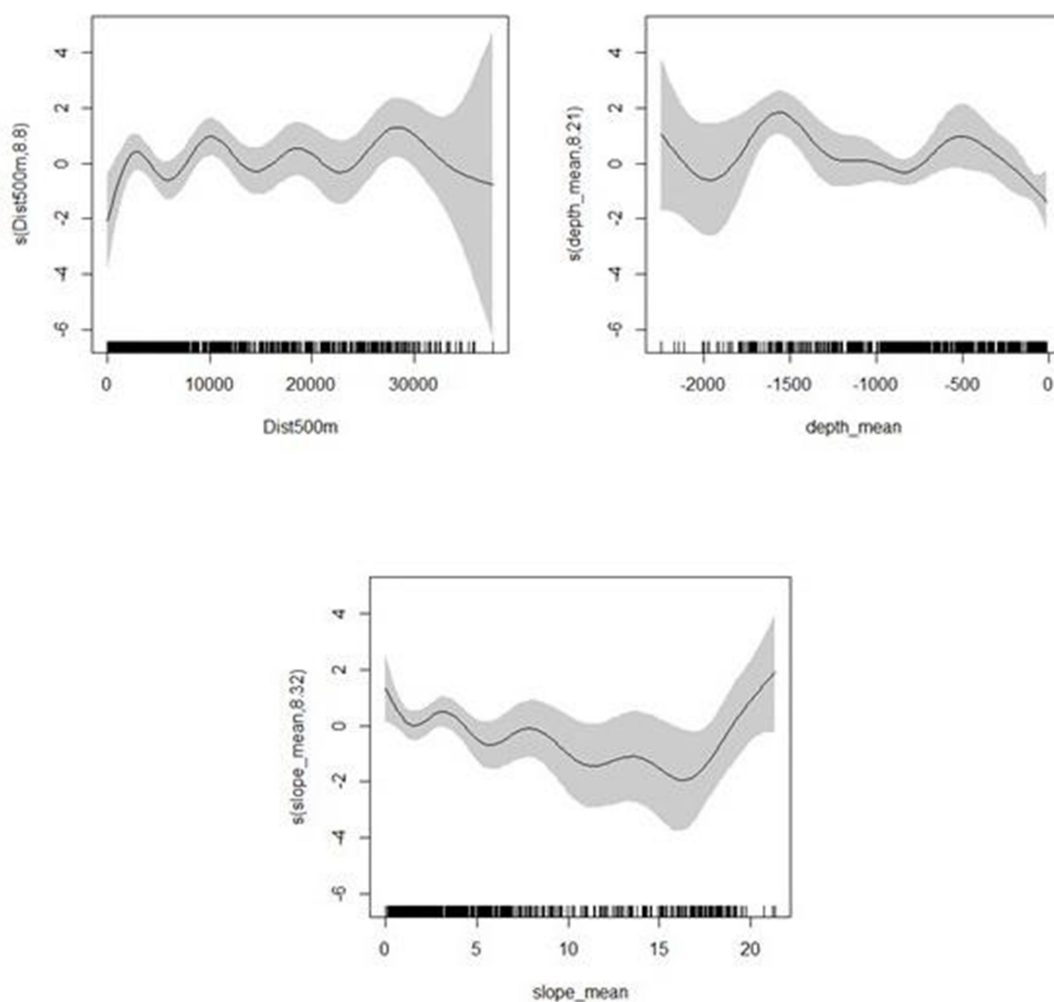 s(Dist500m,8.8)
4
2
0
-2
-4
-6
0 10000 20000 30000
Dist500m
s(depth_mean,8.21)
4
2
0
-2
-4
-6
-2000 -1500 -1000 -500 0
depth_mean
s(slope_mean,8.32)
4
2
0
-2
-4
-6
0 5 10 15 20
slope_mean